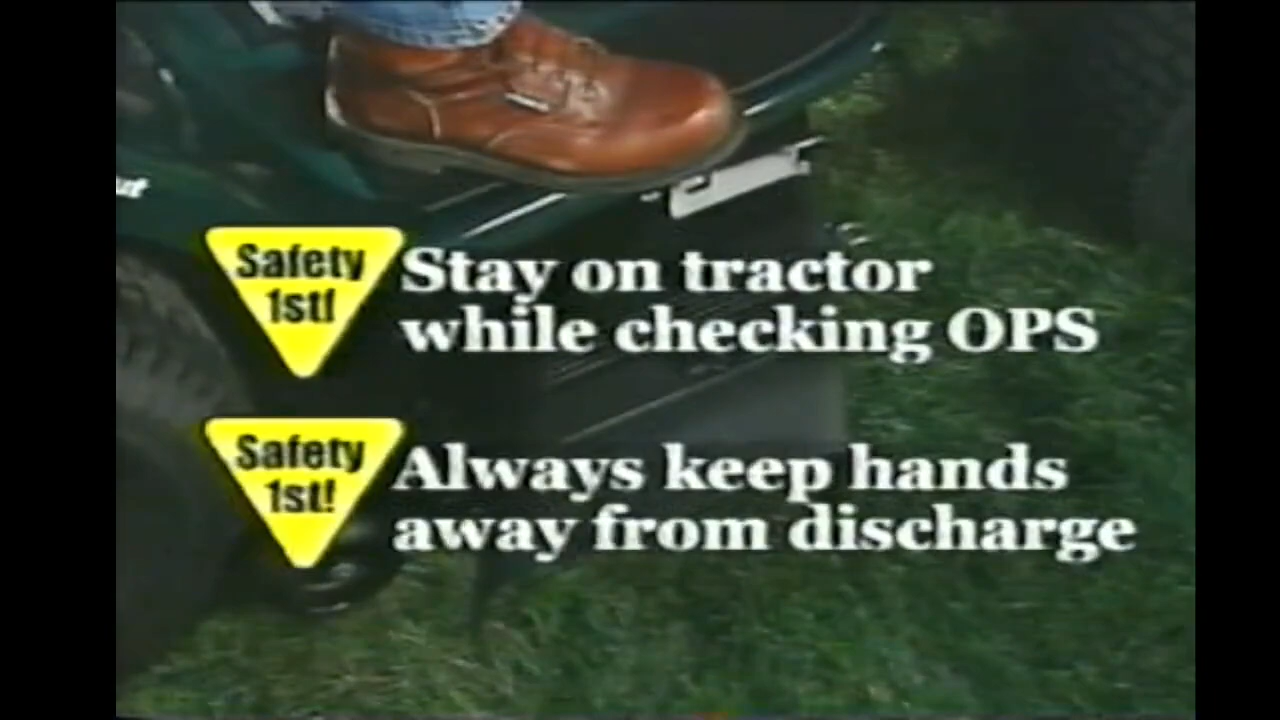 Safety
1st!
Stay on tractor
while checking OPS
Safety
1st!
Always keep hands
away from discharge